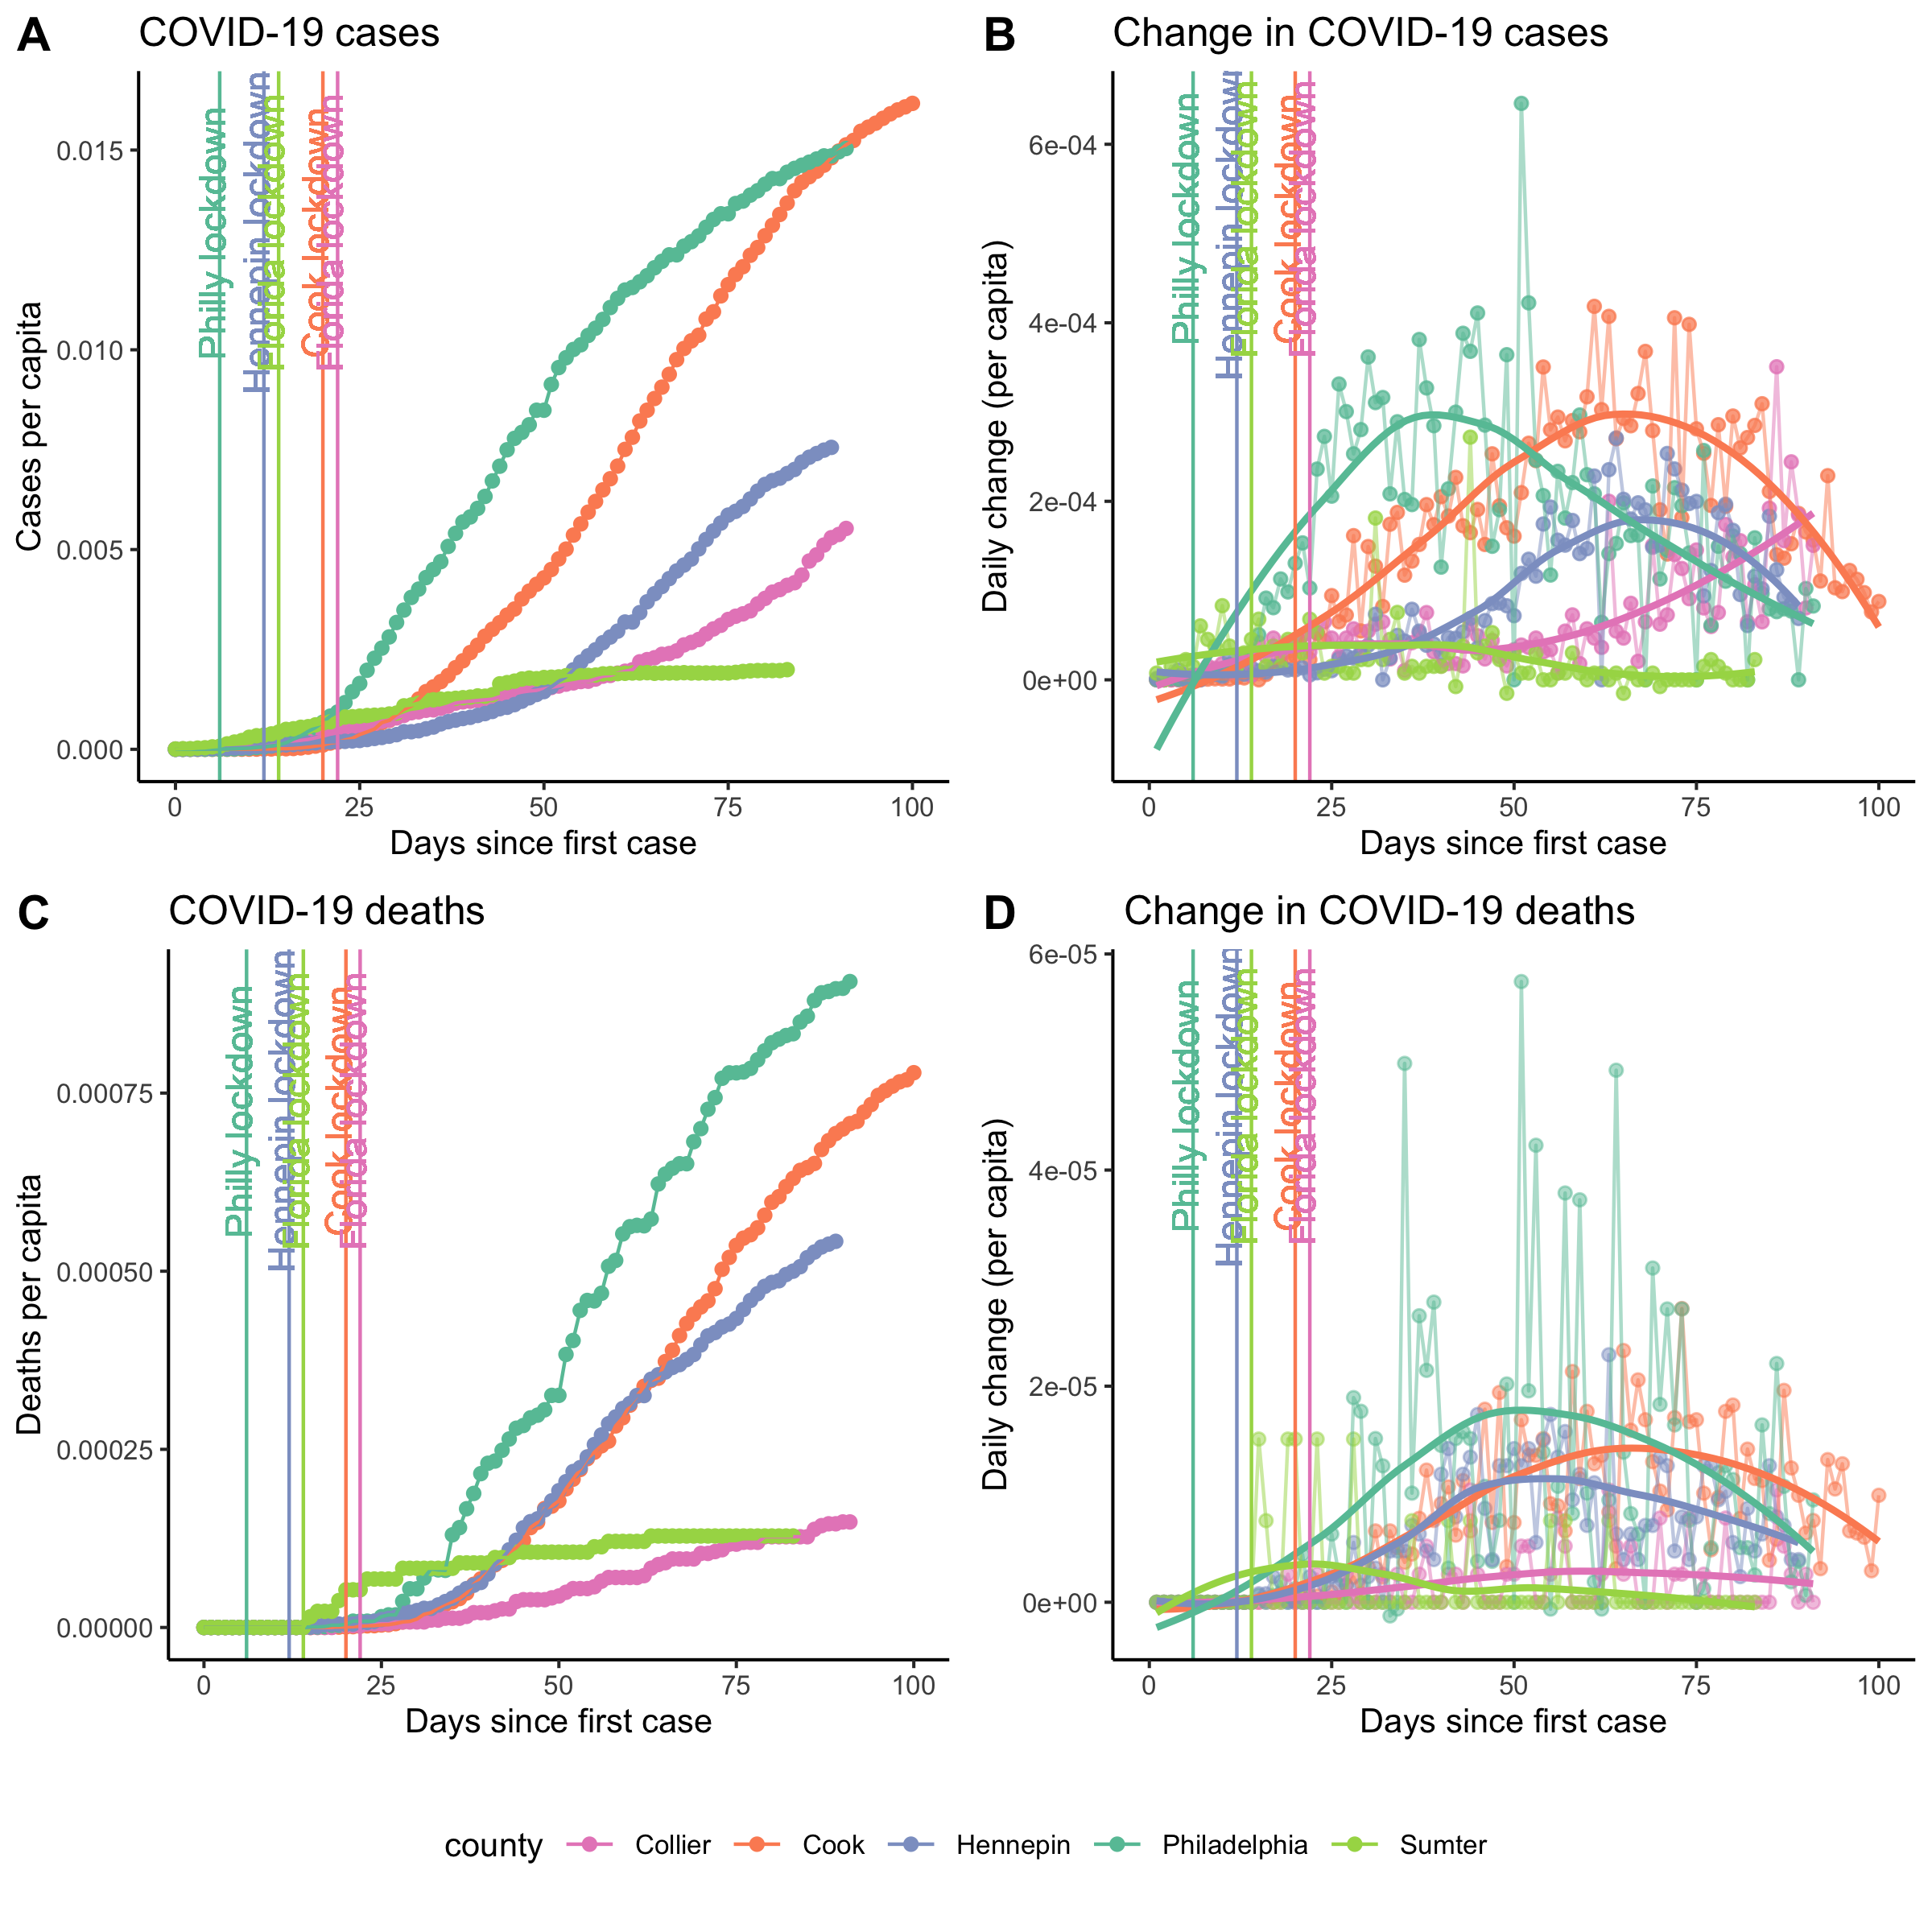 A
COVID-19 cases
Cases per capita
0.015
0.010
0.005
0.000
Philly lockdown
Hennepin lockdown
Florida lockdown
Cook lockdown
Florida lockdown
0
25
50
75
100
Days since first case
B
Change in COVID-19 cases
Daily change (per capita)
6e-04
4e-04
2e-04
0e+00
Philly lockdown
Hennepin lockdown
Florida lockdown
Cook lockdown
Florida lockdown
0
25
50
75
100
Days since first case
C
COVID-19 deaths
Deaths per capita
0.00075
0.00050
0.00025
0.00000
Philly lockdown
Hennepin lockdown
Florida lockdown
Cook lockdown
Florida lockdown
0
25
50
75
100
Days since first case
D
Change in COVID-19 deaths
Daily change (per capita)
6e-05
4e-05
2e-05
0e+00
Philly lockdown
Hennepin lockdown
Florida lockdown
Cook lockdown
Florida lockdown
0
25
50
75
100
Days since first case
county Collier Cook Hennepin Philadelphia Sumter